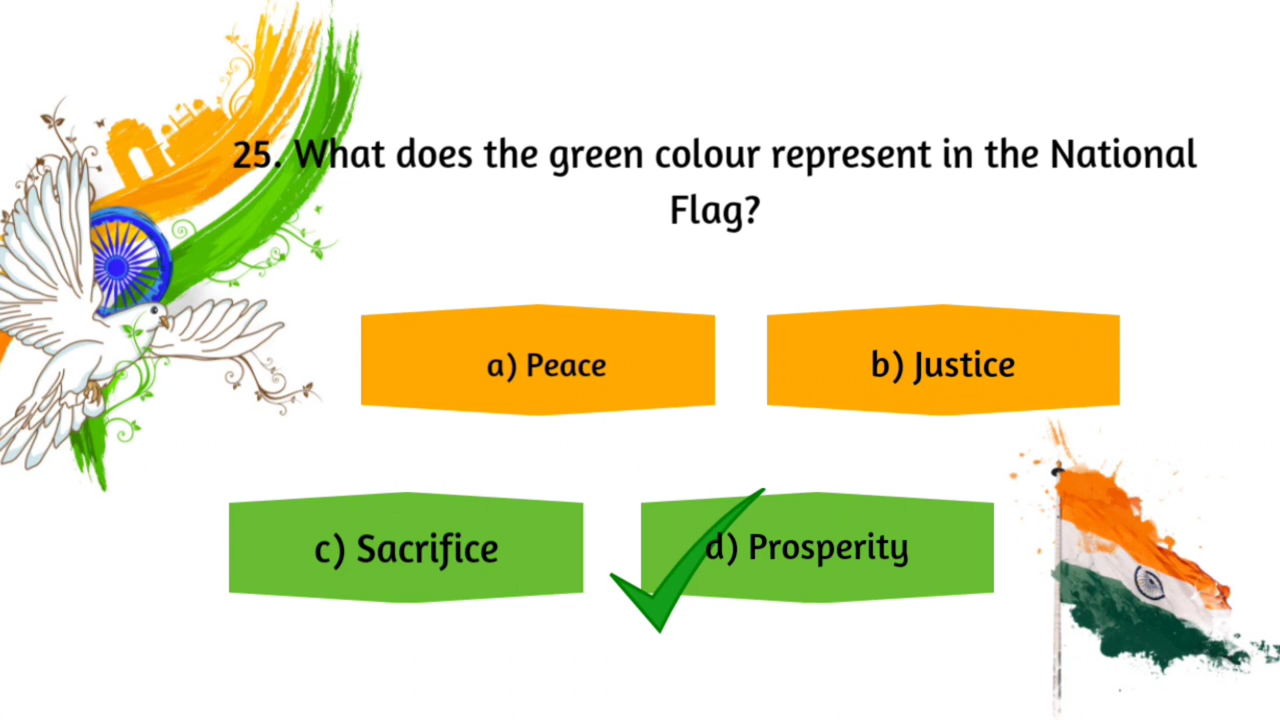 25. What does the green colour represent in the National
Flag?
a) Peace
b) Justice
c) Sacrifice
d) Prosperity